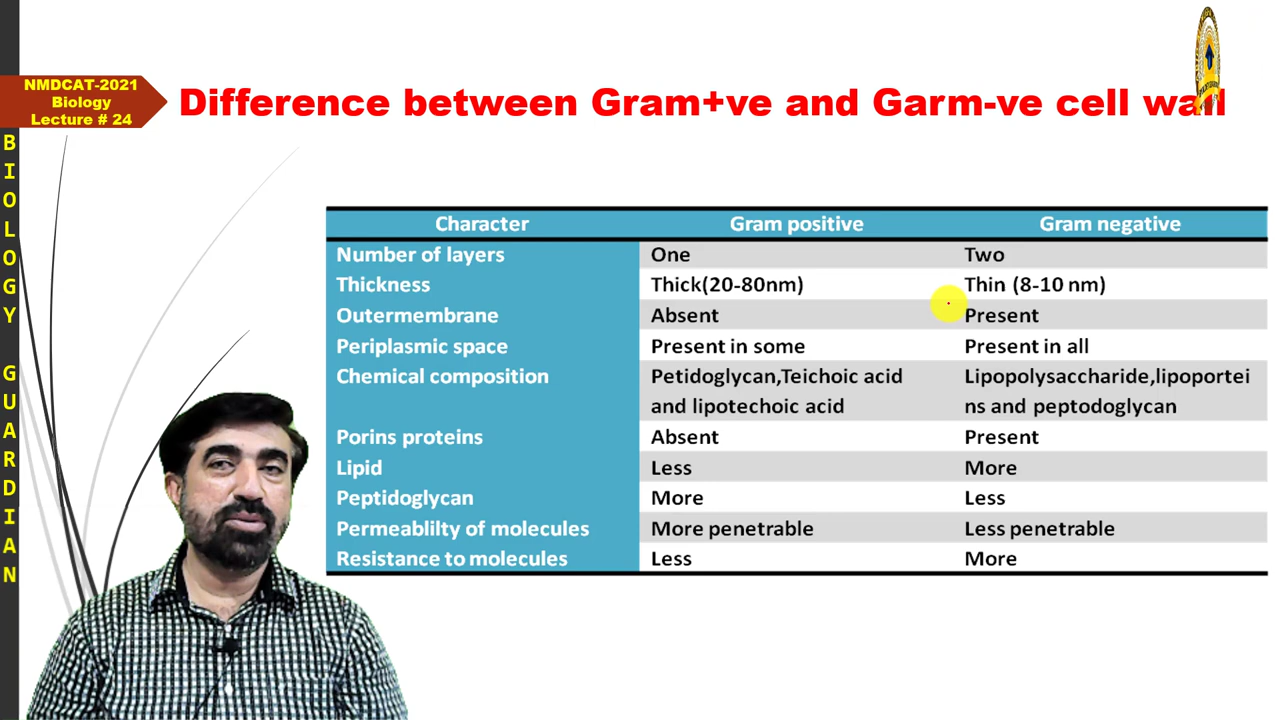 NMDCAT-2021
Biology
Lecture # 24
Difference between Gram+ve and Garm-ve cell wall
BIOLOGY GUARDIAN
Character Gram positive Gram negative
Number of layers One Two
Thickness Thick(20-80nm) Thin (8-10 nm)
Outermembrane Absent Present
Periplasmic space Present in some Present in all
Chemical composition Petidoglycan,Teichoic acid Lipopolysaccharide,lipoportei
and lipotechoic acid ns and peptodoglycan
Porins proteins Absent Present
Lipid Less More
Peptidoglycan More Less
Permeablilty of molecules More penetrable Less penetrable
Resistance to molecules Less More